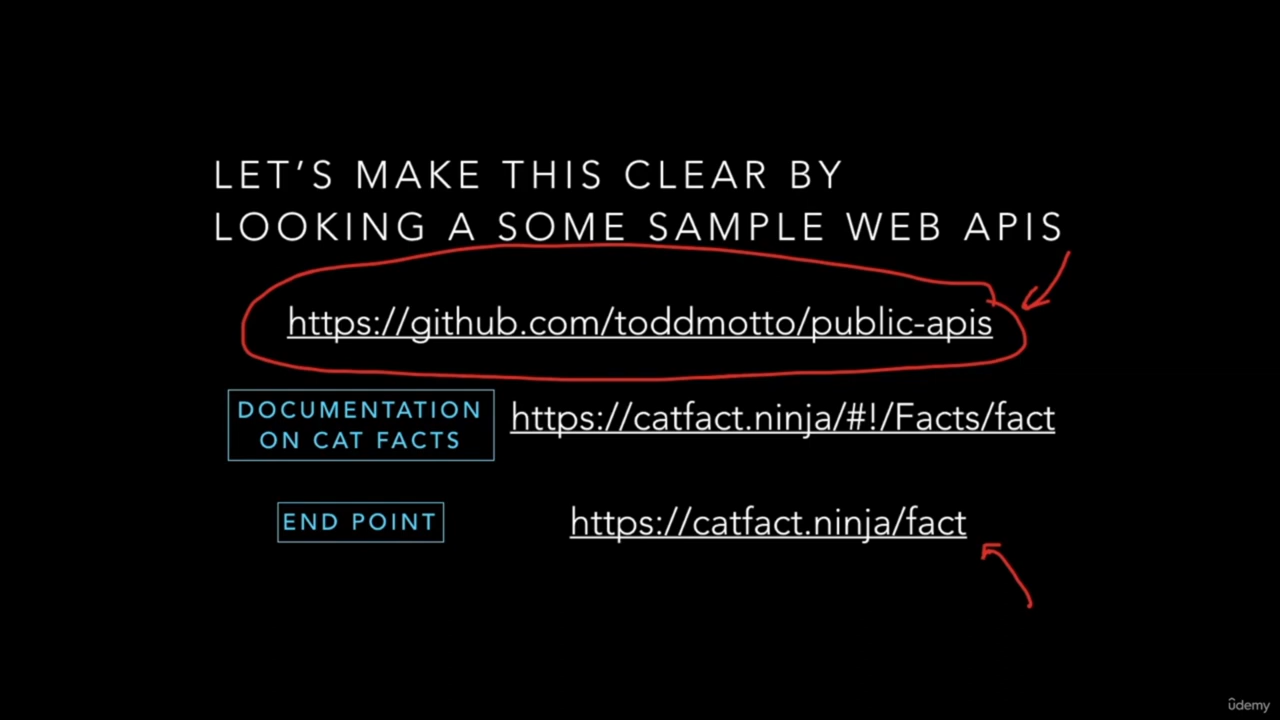 LET'S MAKE THIS CLEAR BY
LOOKING A SOME SAMPLE WEB APIS
https://github.com/toddmotto/public-apis
DOCUMENTATION
ON CAT FACTS
https://catfact.ninja/#!/Facts/fact
END POINT
https://catfact.ninja/fact
ûdemy